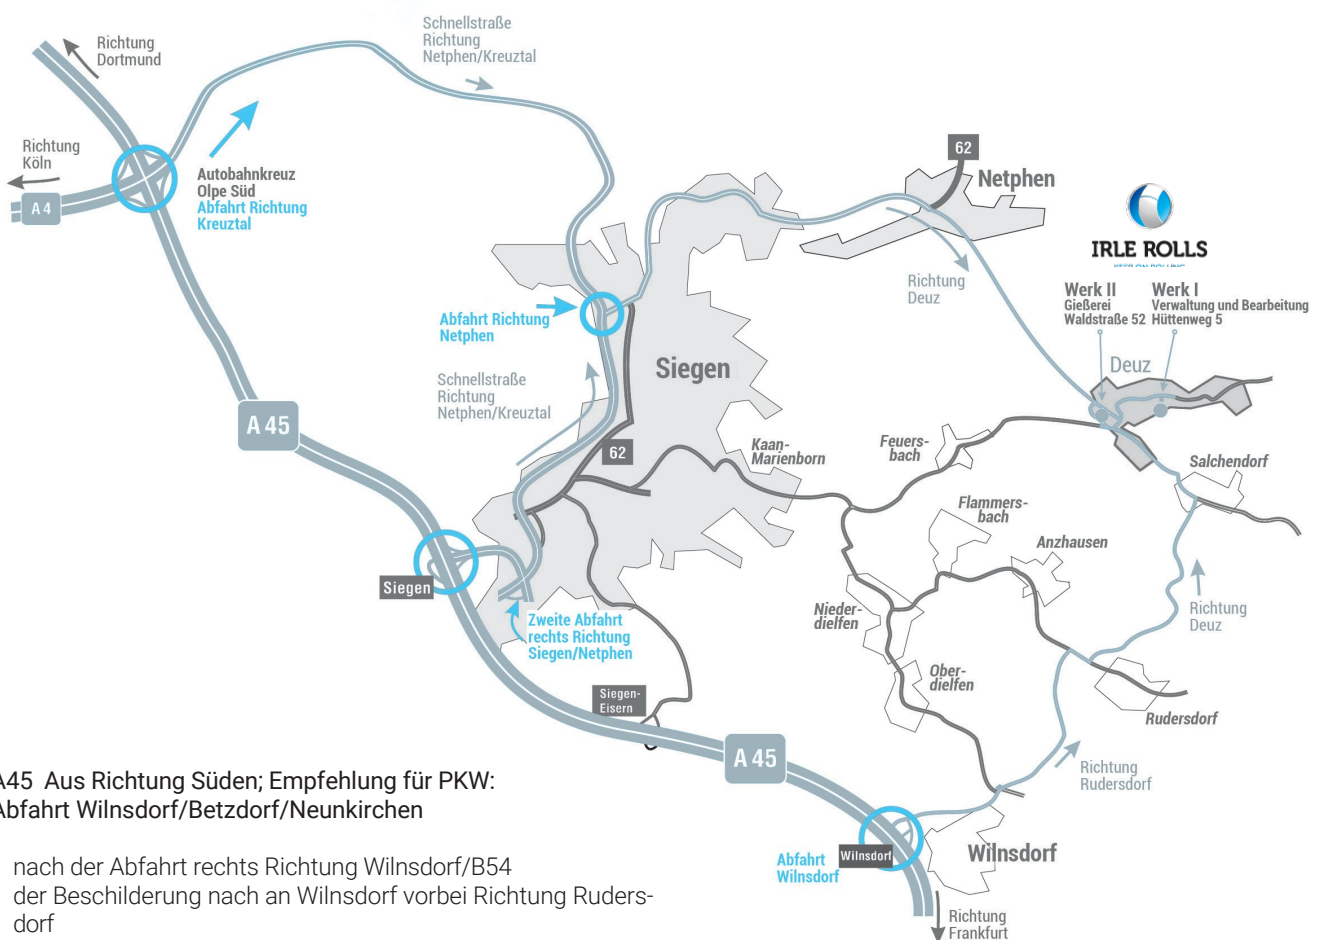 Richtung
Dortmund
Schnellstraße
Richtung
Netphen/Kreuztal
Richtung
Köln
A 4
Autobahnkreuz
Olpe Süd
Abfahrt Richtung
Kreuztal
62
Netphen
IRLE ROLLS
Richtung
Deuz
Werk II
Gießerei
Waldstraße 52
Werk I
Verwaltung und Bearbeitung
Hüttenweg 5
Abfahrt Richtung
Netphen
Siegen
Deuz
Schnellstraße
Richtung
Netphen/Kreuztal
A 45
62
Kaan-
Marienborn
Feuers-
bach
Salchendorf
Flammers-
bach
Anzhausen
Siegen
Nieder-
dielfen
Richtung
Deuz
Zweite Abfahrt
rechts Richtung
Siegen/Netphen
Ober-
dielfen
Siegen-
Eisern
Rudersdorf
A 45
Richtung
Rudersdorf
Abfahrt
Wilnsdorf
Wilnsdorf
Wilnsdorf
Richtung
Frankfurt
A45 Aus Richtung Süden; Empfehlung für PKW:
Abfahrt Wilnsdorf/Betzdorf/Neunkirchen
nach der Abfahrt rechts Richtung Wilnsdorf/B54
der Beschilderung nach an Wilnsdorf vorbei Richtung Ruders-
dorf